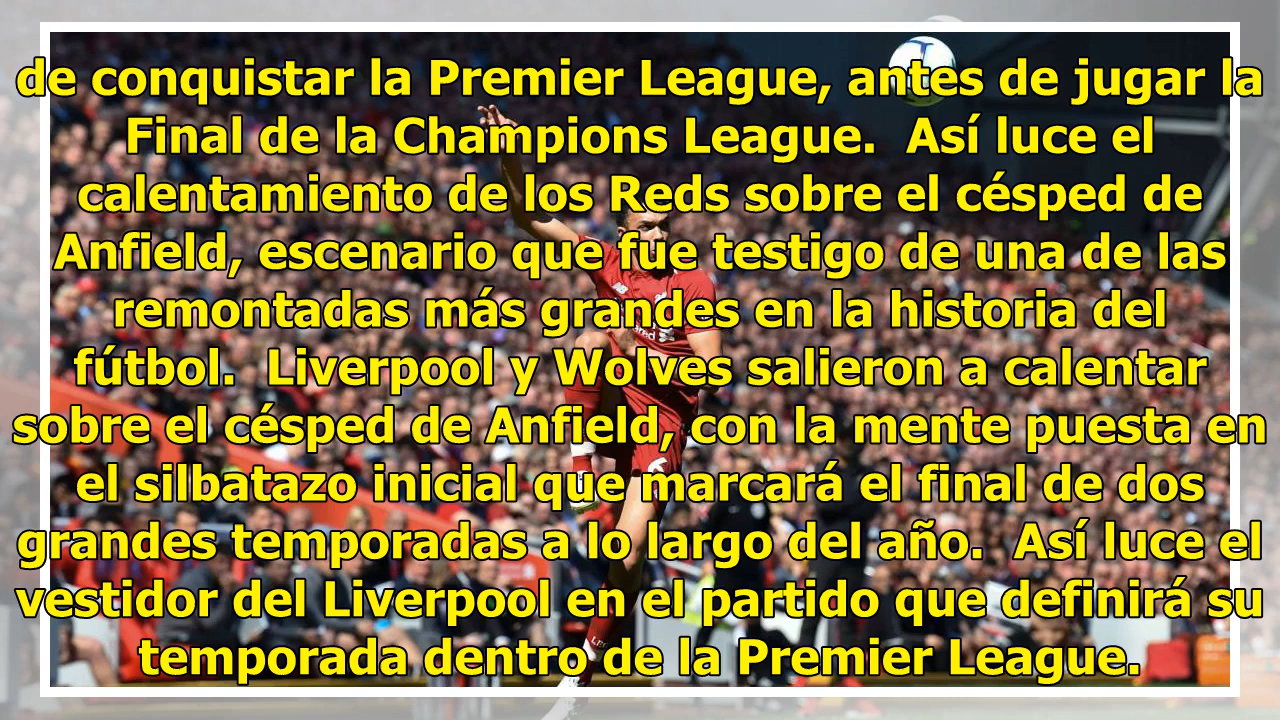 de conquistar la Premier League, antes de jugar la
Final de la Champions League.  Así luce el
calentamiento de los Reds sobre el césped de
Anfield, escenario que fue testigo de una de las
remontadas más grandes en la historia del
fútbol.  Liverpool y Wolves salieron a calentar
sobre el césped de Anfield, con la mente puesta en
el silbatazo inicial que marcará el final de dos
grandes temporadas a lo largo del año.  Así luce el
vestidor del Liverpool en el partido que definirá su
temporada dentro de la Premier League.